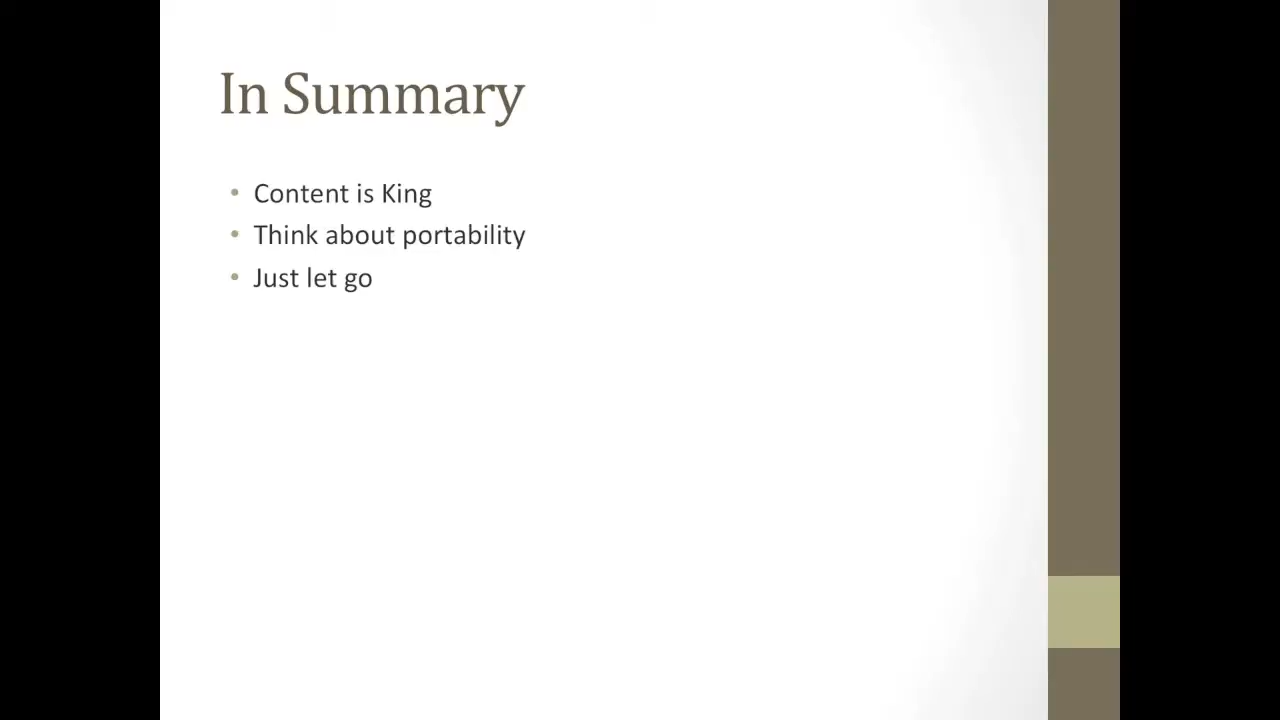 In Summary
• Content is King
• Think about portability
• Just let go